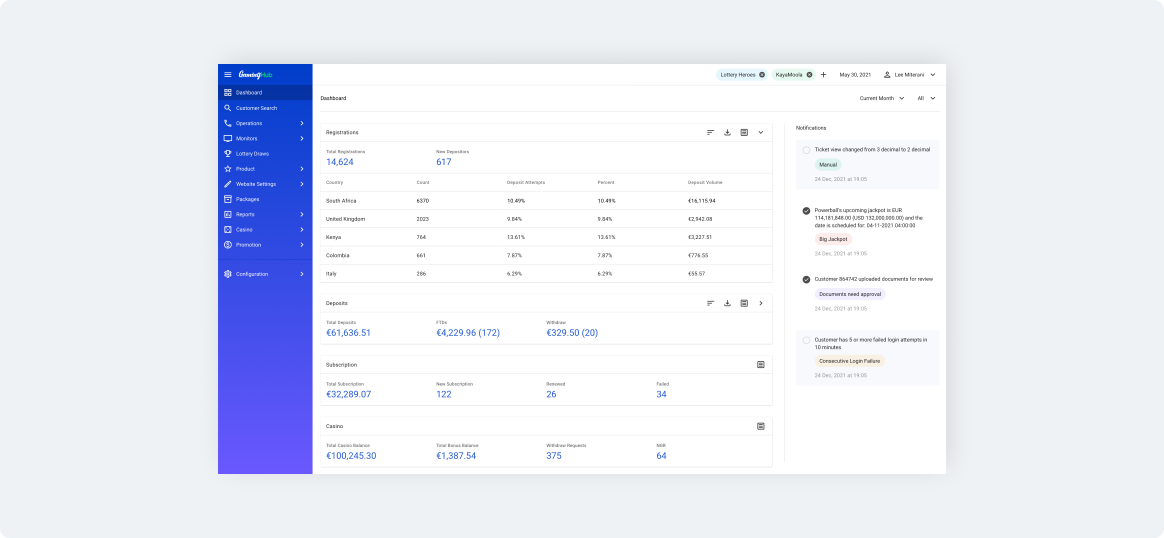 GamingHub
Lottery Heroes
KayaMoola
May 30, 2021
Lee Miterani
Dashboard
Customer Search
Operations
Monitors
Lottery Draws
Product
Website Settings
Packages
Reports
Casino
Promotion
Configuration
Dashboard
Current Month
All
Registrations
Total Registrations
New Depositors
14,624
617
Country Count Deposit Attempts Percent Deposit Volume
South Africa 6370 10.49% 10.49% €16,115.94
United Kingdom 2023 9.84% 9.84% €2,942.08
Kenya 764 13.61% 13.61% €3,227.51
Colombia 661 7.87% 7.87% €776.55
Italy 286 6.29% 6.29% €55.57
Deposits
Total Deposits FTDs Withdraw
€61,636.51 €4,229.96 (172) €329.50 (20)
Subscription
Total Subscription New Subscription Renewed Failed
€32,289.07 122 26 34
Casino
Total Casino Balance Total Bonus Balance Withdraw Requests NGR
€100,245.30 €1,387.54 375 64
Notifications
Ticket view changed from 3 decimal to 2 decimal
Manual
24 Dec, 2021 at 19:05
Powerball's upcoming jackpot is EUR
114,181,848.00 (USD 132,000,000.00) and the
date is scheduled for: 04-11-2021 04:00:00
Big Jackpot
24 Dec, 2021 at 19:05
Customer 864742 uploaded documents for review
Documents need approval
24 Dec, 2021 at 19:05
Customer has 5 or more failed login attempts in
10 minutes
Consecutive Login Failure
24 Dec, 2021 at 19:05